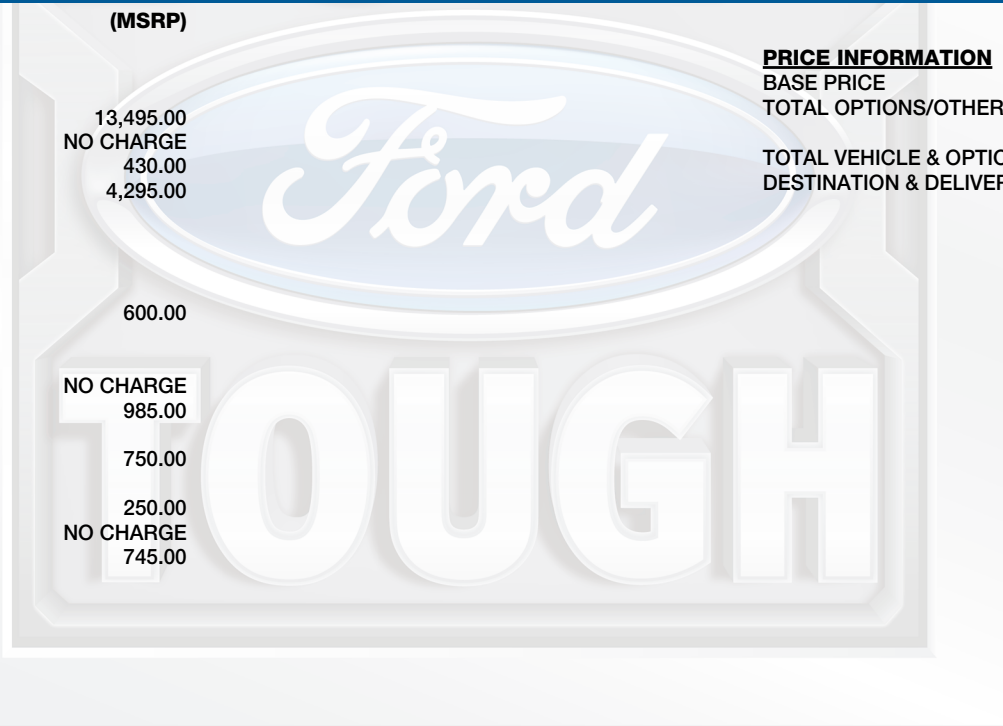 (MSRP)
13,495.00
NO CHARGE
430.00
4,295.00
600.00
NO CHARGE
985.00
750.00
250.00
NO CHARGE
745.00
PRICE INFORMATION
BASE PRICE
TOTAL OPTIONS/OTHER
TOTAL VEHICLE & OPTIO
DESTINATION & DELIVER
Ford
TOUGH